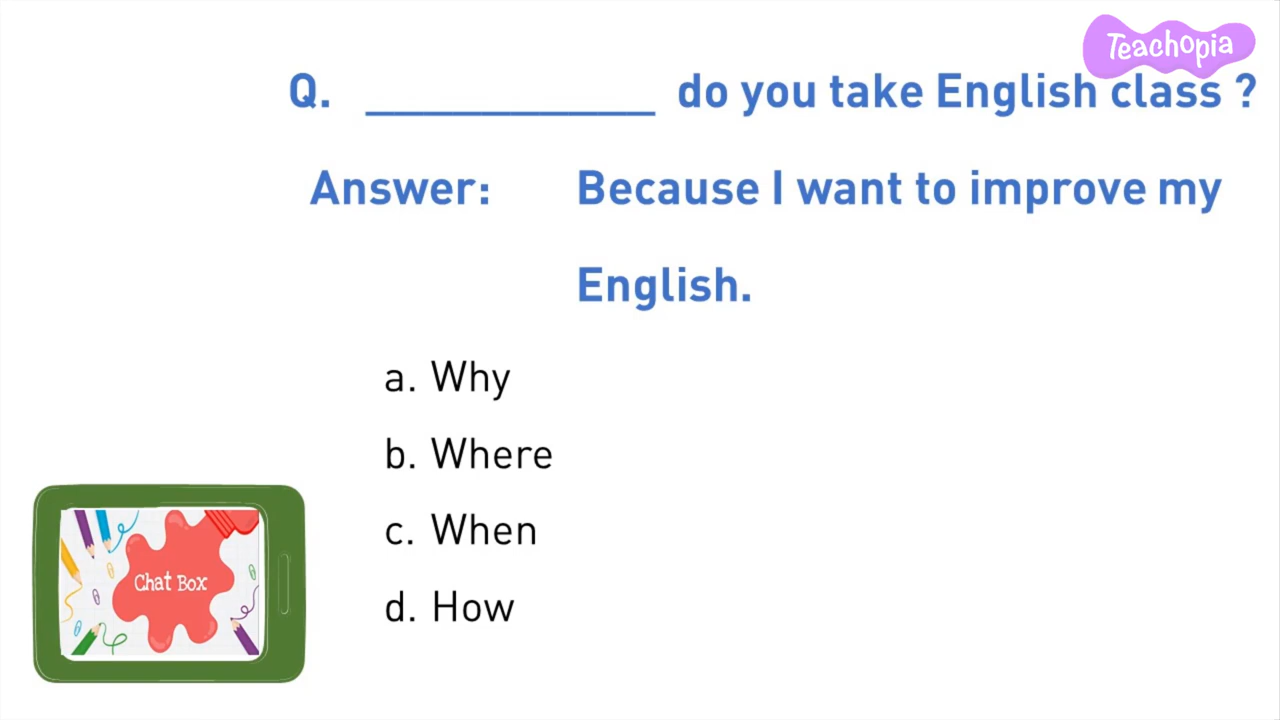 Teachopia
Q. __________ do you take English class ?
Answer: Because I want to improve my
English.
a. Why
b. Where
c. When
d. How
Chat Box